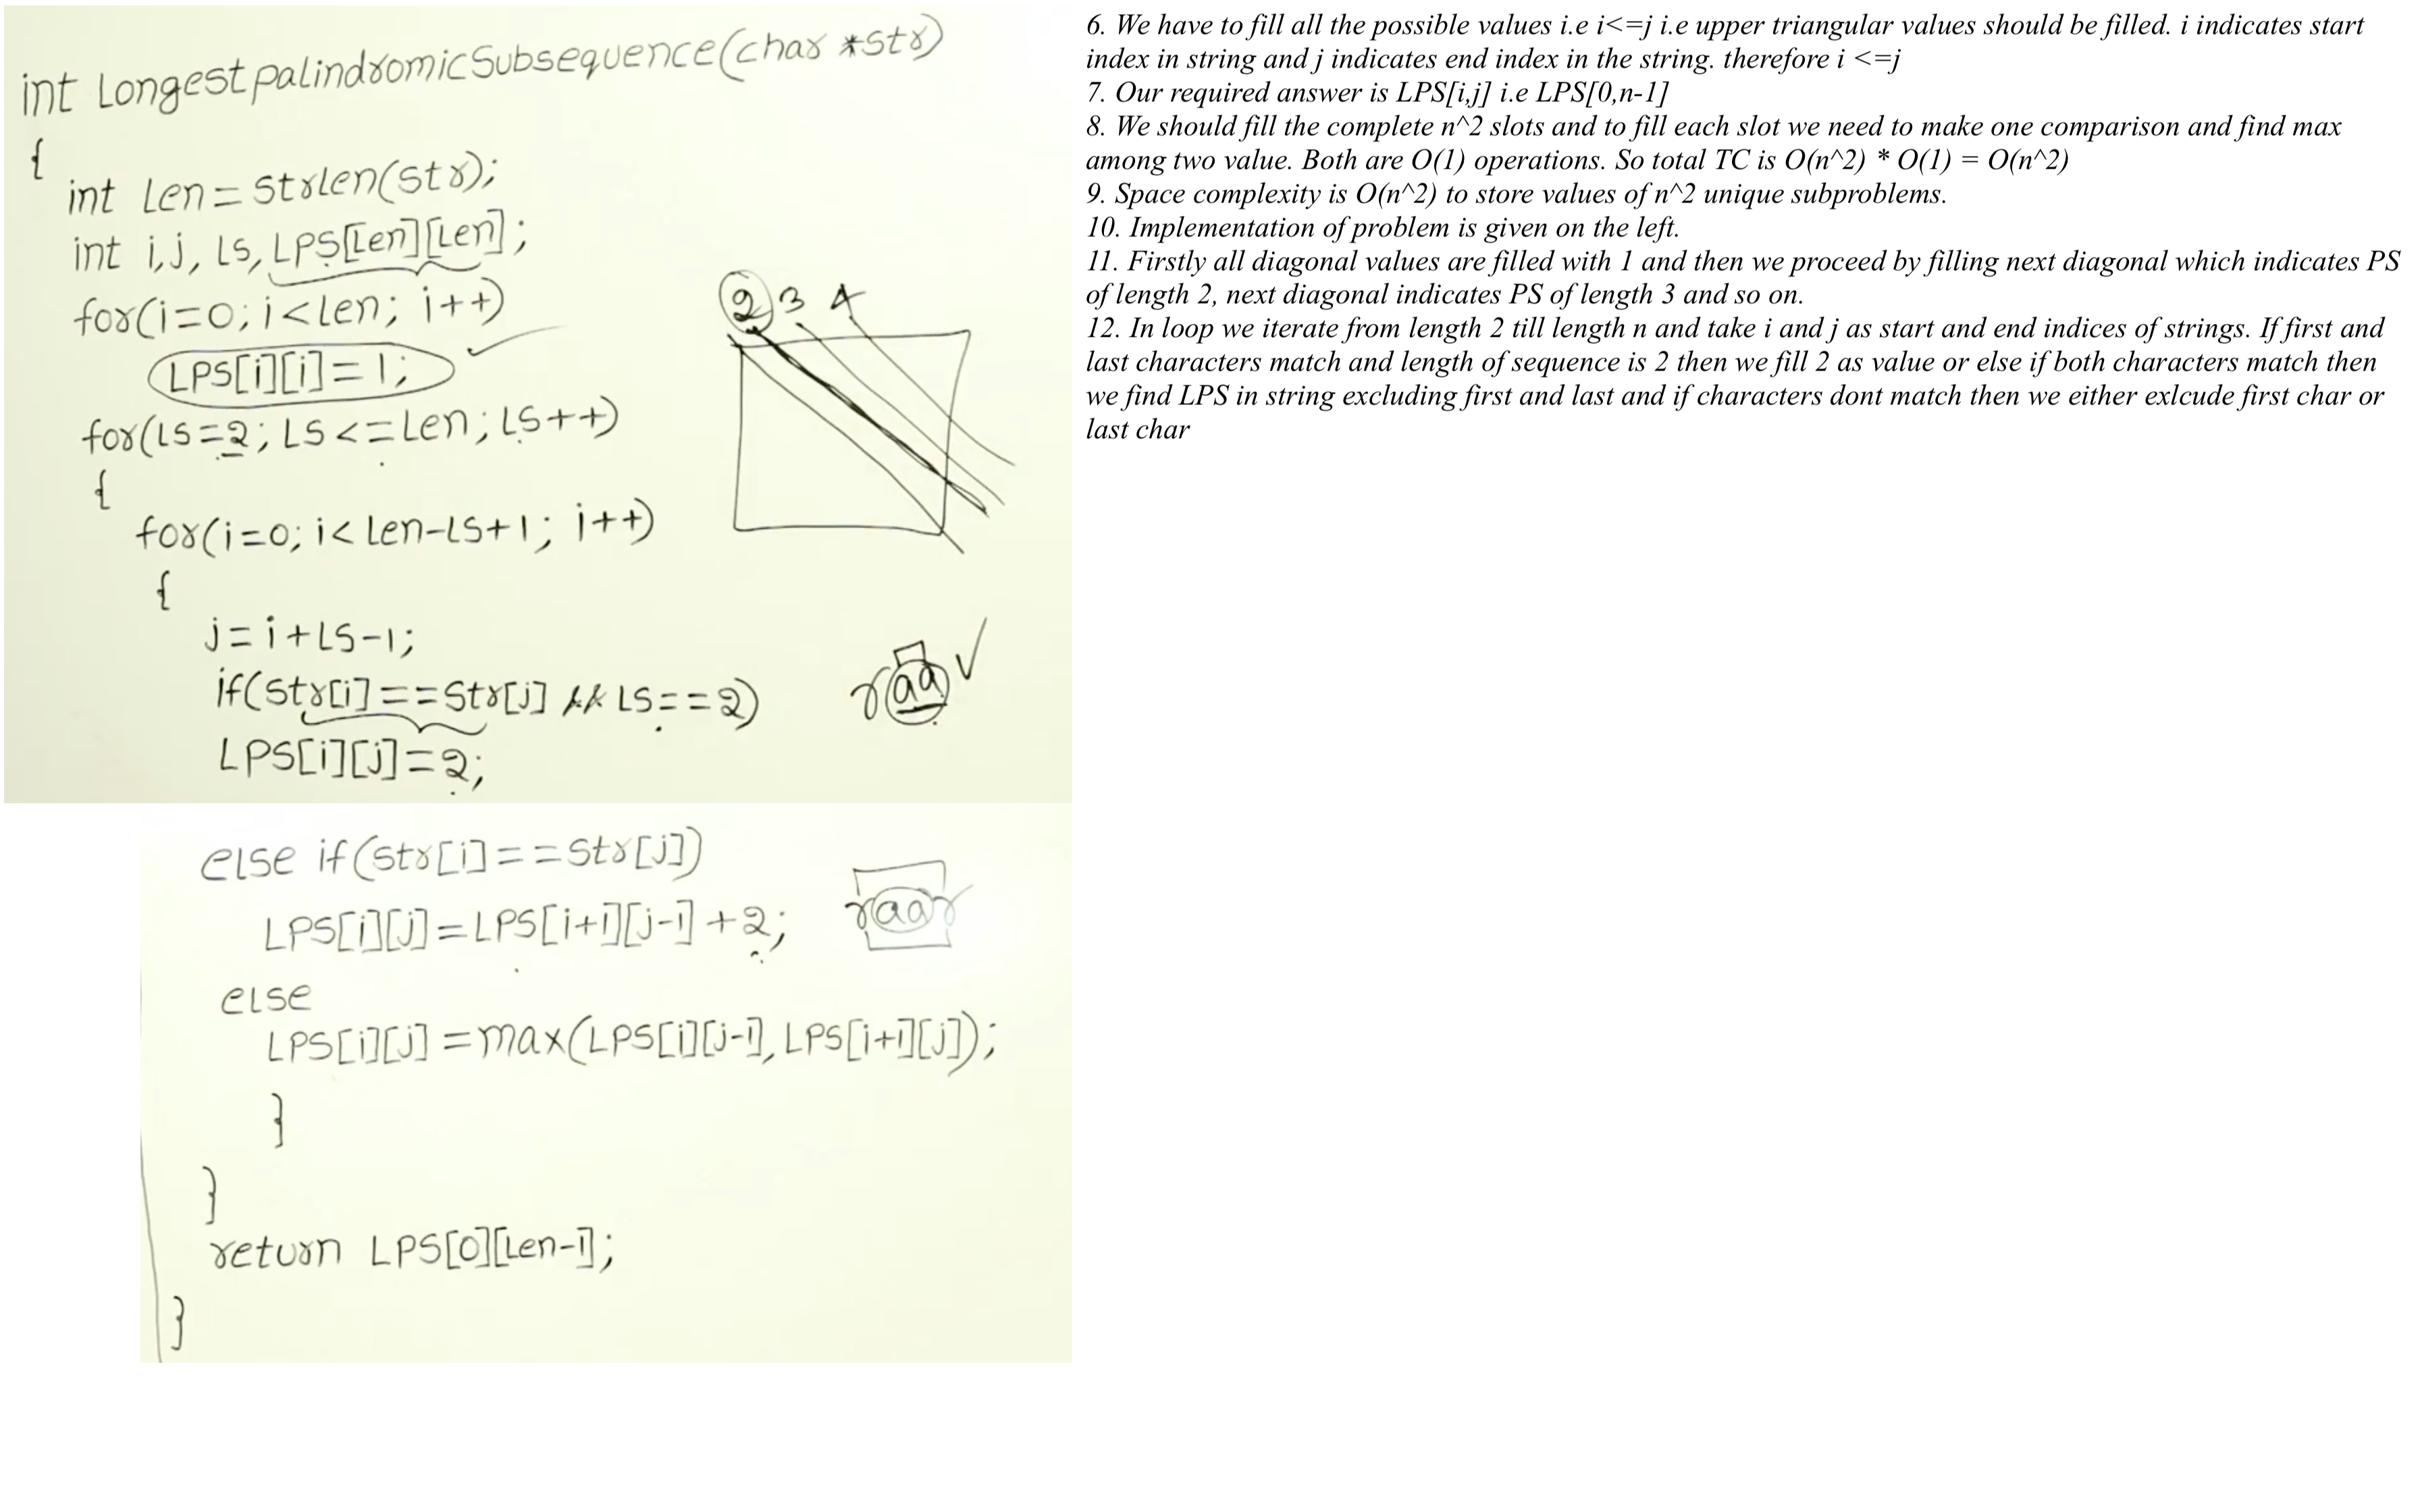 int LongestpalindromicSubsequence(char *str)
{
int Len=strlen(str);
int i,j, LS, LPS[Len][Len];
for(i=0; i<Len; i++)
LPS[i][i]=1;
for(LS=2; LS<=Len; LS++)
{
for(i=0; i<Len-LS+1; i++)
{
j=i+LS-1;
if(str[i]==str[j] && LS==2)
LPS[i][j]=2;
2 3 4
raa
else if(str[i]==str[j])
LPS[i][j]=LPS[i+1][j-1]+2;
raar
else
LPS[i][j]=max(LPS[i][j-1], LPS[i+1][j]);
}
}
return LPS[0][Len-1];
}
6. We have to fill all the possible values i.e i<=j i.e upper triangular values should be filled. i indicates start
index in string and j indicates end index in the string. therefore i <=j
7. Our required answer is LPS[i,j] i.e LPS[0,n-1]
8. We should fill the complete n^2 slots and to fill each slot we need to make one comparison and find max
among two value. Both are O(1) operations. So total TC is O(n^2) * O(1) = O(n^2)
9. Space complexity is O(n^2) to store values of n^2 unique subproblems.
10. Implementation of problem is given on the left.
11. Firstly all diagonal values are filled with 1 and then we proceed by filling next diagonal which indicates PS
of length 2, next diagonal indicates PS of length 3 and so on.
12. In loop we iterate from length 2 till length n and take i and j as start and end indices of strings. If first and
last characters match and length of sequence is 2 then we fill 2 as value or else if both characters match then
we find LPS in string excluding first and last and if characters dont match then we either exlcude first char or
last char